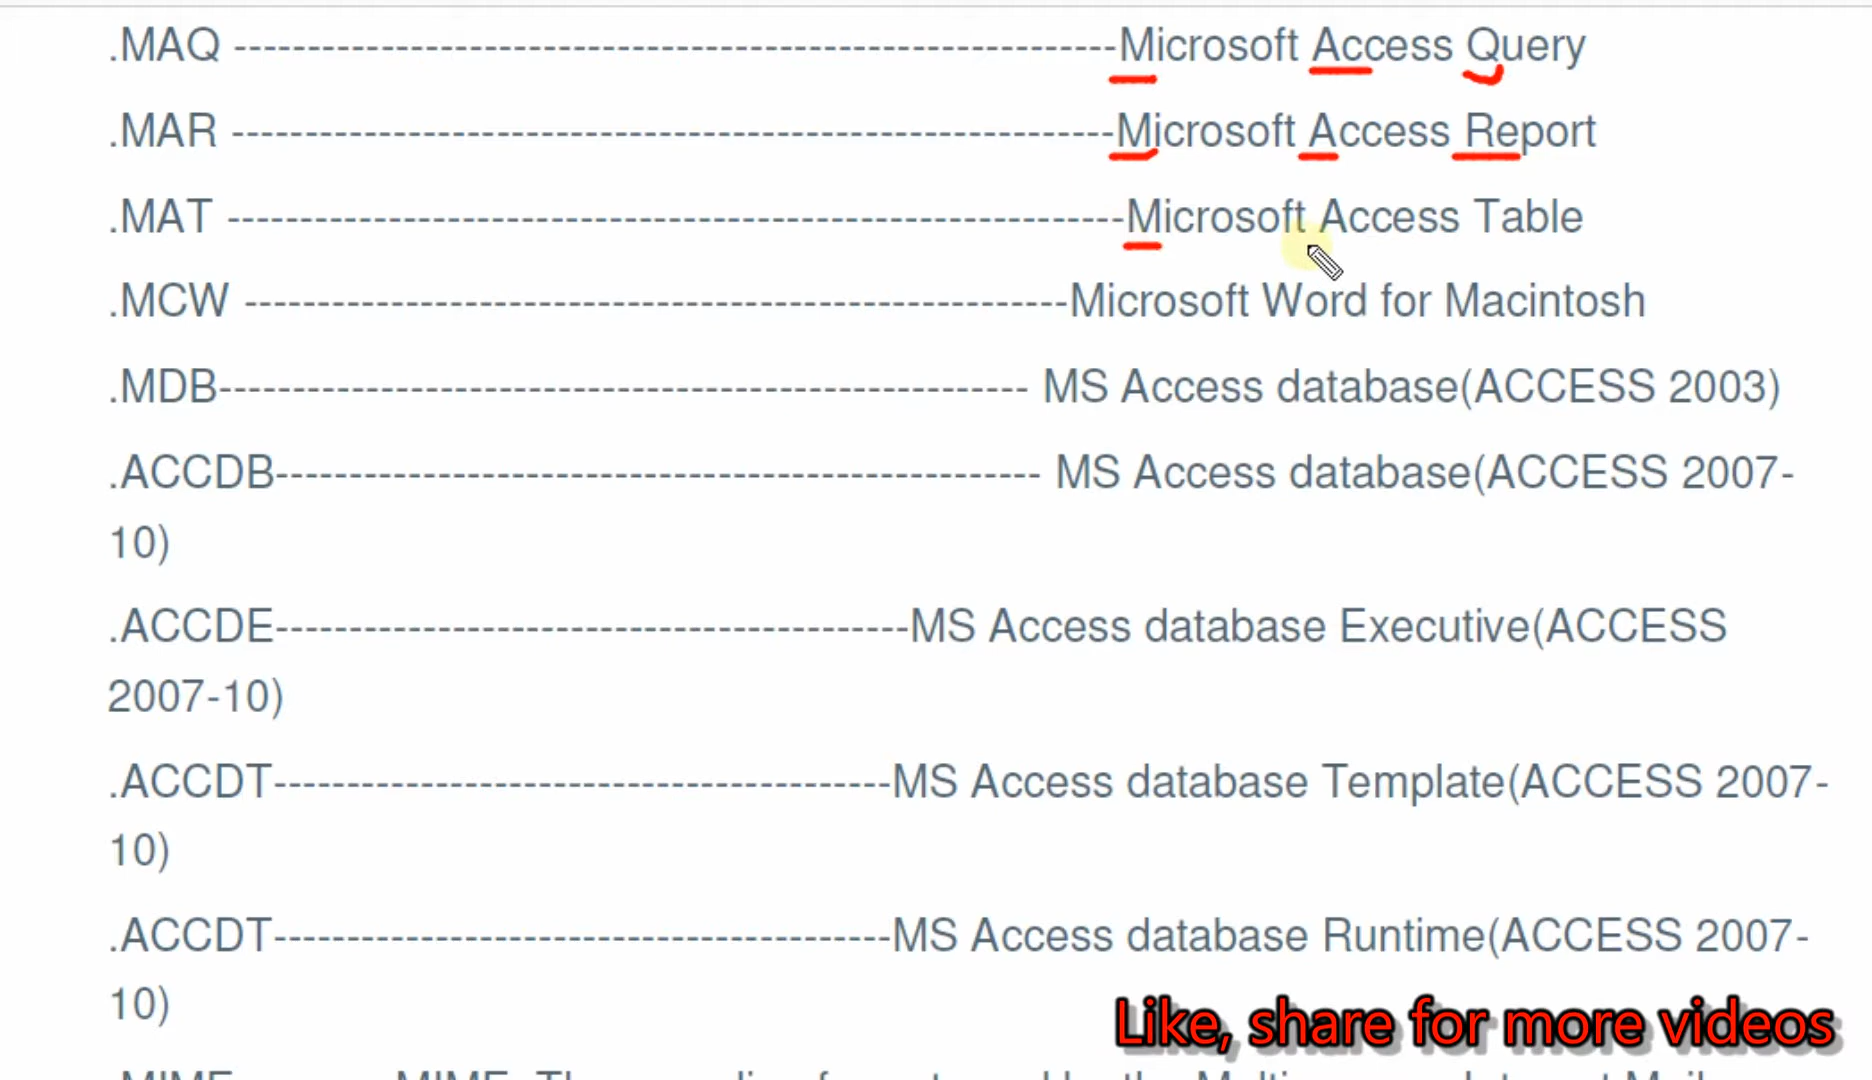 .MAQ ------------------------------------------------------------Microsoft Access Query
.MAR ------------------------------------------------------------Microsoft Access Report
.MAT -------------------------------------------------------------Microsoft Access Table
.MCW --------------------------------------------------------Microsoft Word for Macintosh
.MDB------------------------------------------------------- MS Access database(ACCESS 2003)
.ACCDB---------------------------------------------------- MS Access database(ACCESS 2007-
10)
.ACCDE-------------------------------------------MS Access database Executive(ACCESS
2007-10)
.ACCDT------------------------------------------MS Access database Template(ACCESS 2007-
10)
.ACCDT------------------------------------------MS Access database Runtime(ACCESS 2007-
10)
Like, share for more videos